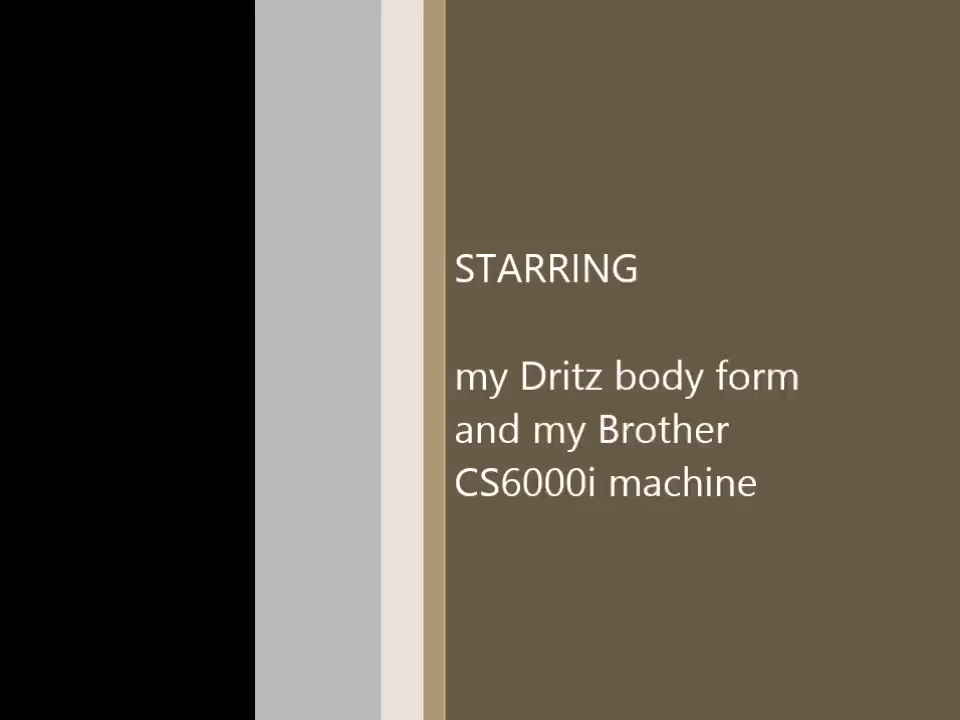 STARRING
my Dritz body form
and my Brother
CS6000i machine